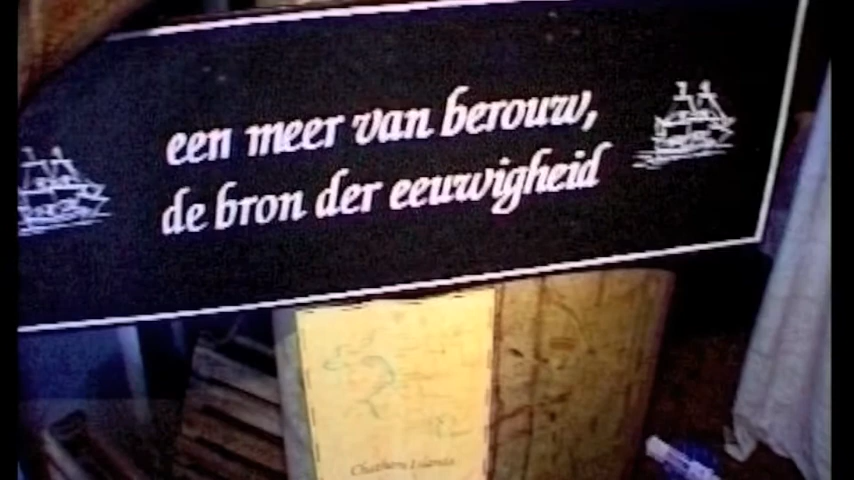 een meer van berouw,
de bron der eeuwigheid
Chatham Islands